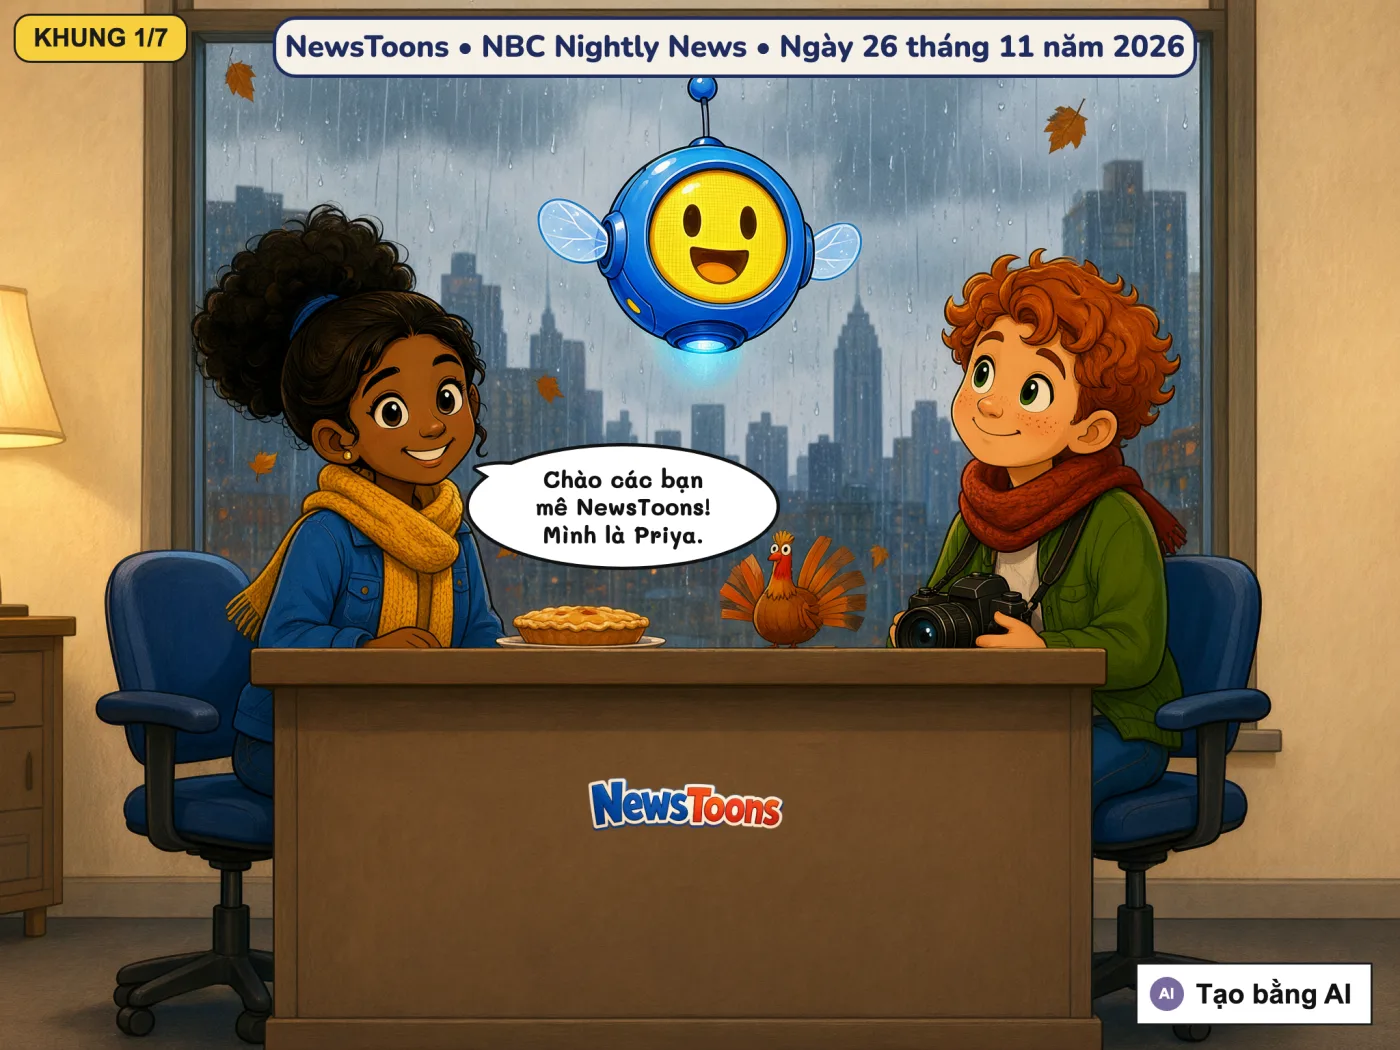 KHUNG 1/7
NewsToons • NBC Nightly News • Ngày 26 tháng 11 năm 2026
Chào các bạn
mê NewsToons!
Mình là Priya.
NewsToons
AI Tạo bằng AI